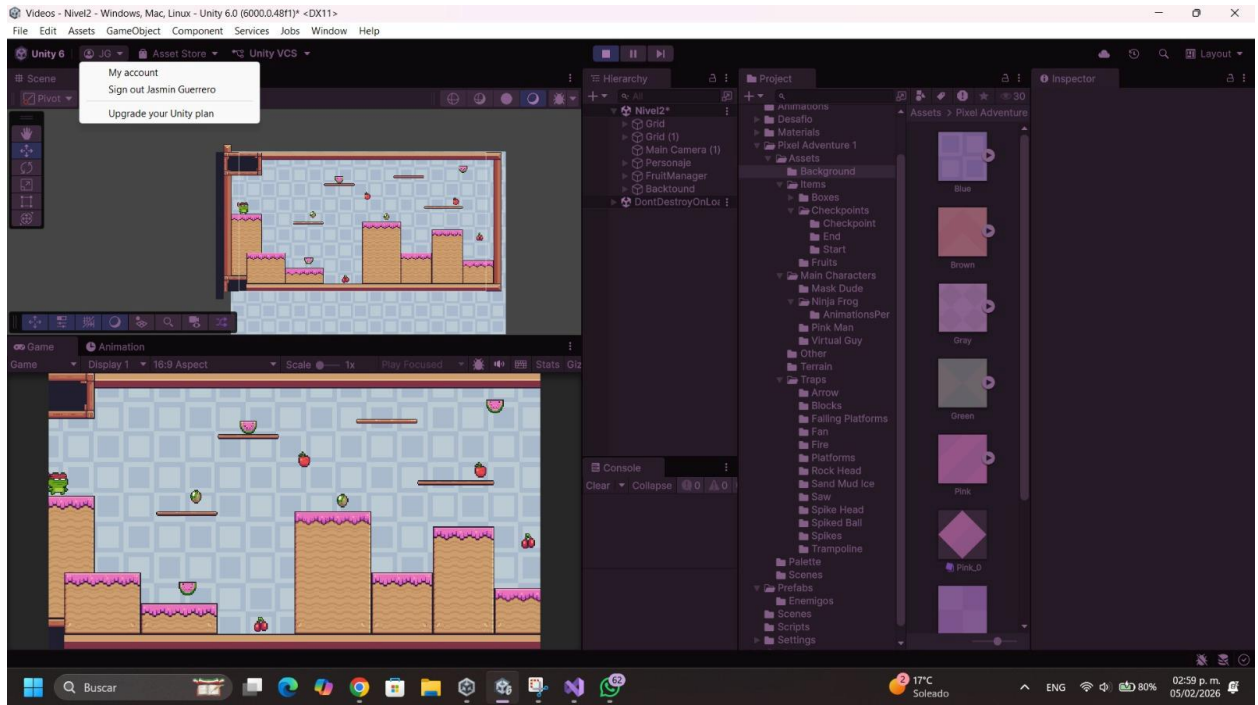 Videos - Nivel2 - Windows, Mac, Linux - Unity 6.0 (6000.0.48f1)* <DX11>
File Edit Assets GameObject Component Services Jobs Window Help
Unity 6 JG Asset Store Unity VCS Layout
My account
Sign out Jasmin Guerrero
Upgrade your Unity plan
Scene
Pivot
Hierarchy
All
Nivel2*
Grid
Grid (1)
Main Camera (1)
Personaje
FruitManager
Backtound
DontDestroyOnLoa
Project
30
Animations
Desafio
Materials
Pixel Adventure 1
Assets
Background
Items
Boxes
Checkpoints
Checkpoint
End
Start
Fruits
Main Characters
Mask Dude
Ninja Frog
AnimationsPer
Pink Man
Virtual Guy
Other
Terrain
Traps
Arrow
Blocks
Falling Platforms
Fan
Fire
Platforms
Rock Head
Sand Mud Ice
Saw
Spike Head
Spiked Ball
Spikes
Trampoline
Palette
Scenes
Prefabs
Enemigos
Scenes
Scripts
Settings
Assets > Pixel Adventure
Blue
Brown
Gray
Green
Pink
Pink_0
Inspector
Game Animation
Game Display 1 16:9 Aspect Scale 1x Play Focused Stats Giz
Console
Clear Collapse 0 0
Buscar
62
2
17°C
Soleado
ENG
80%
02:59 p. m.
05/02/2026